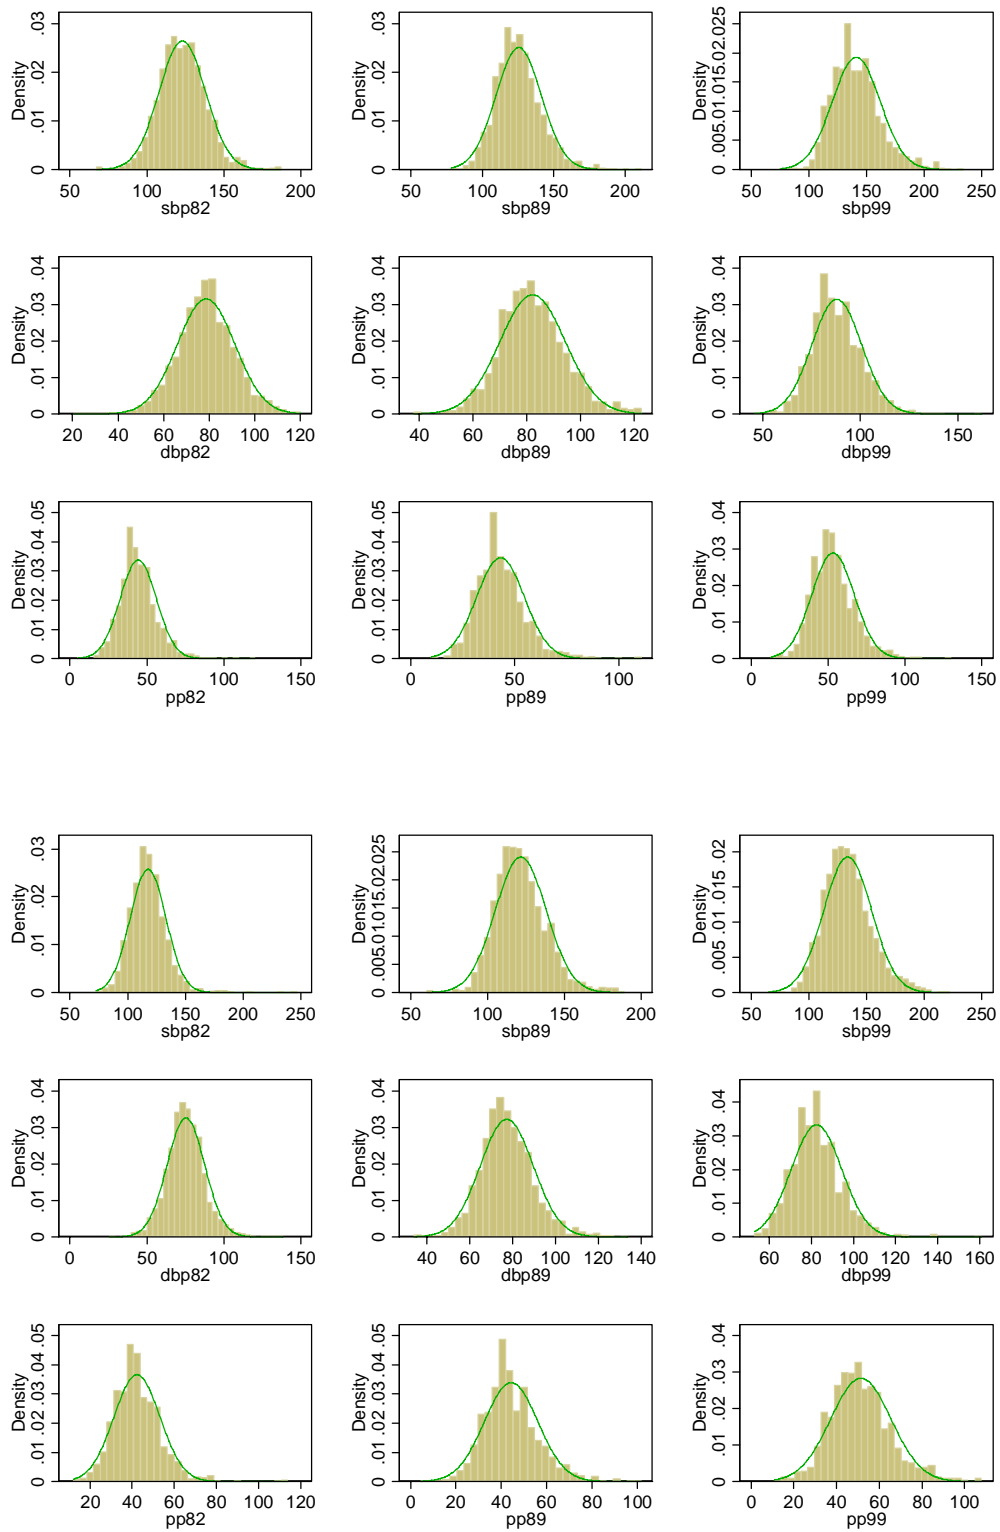 Density
0 .01 .02 .03
50 100 150 200
sbp82
Density
0 .01 .02 .03
50 100 150 200
sbp89
Density
0 .005 .01 .015 .02 .025
50 100 150 200 250
sbp99
Density
0 .01 .02 .03 .04
20 40 60 80 100 120
dbp82
Density
0 .01 .02 .03 .04
40 60 80 100 120
dbp89
Density
0 .01 .02 .03 .04
50 100 150
dbp99
Density
0 .01 .02 .03 .04 .05
0 50 100 150
pp82
Density
0 .01 .02 .03 .04 .05
0 50 100
pp89
Density
0 .01 .02 .03 .04
0 50 100 150
pp99
Density
0 .01 .02 .03
50 100 150 200 250
sbp82
Density
0 .005 .01 .015 .02 .025
50 100 150 200
sbp89
Density
0 .005 .01 .015 .02
50 100 150 200 250
sbp99
Density
0 .01 .02 .03 .04
0 50 100 150
dbp82
Density
0 .01 .02 .03 .04
40 60 80 100 120 140
dbp89
Density
0 .01 .02 .03 .04
60 80 100 120 140 160
dbp99
Density
0 .01 .02 .03 .04 .05
20 40 60 80 100 120
pp82
Density
0 .01 .02 .03 .04 .05
0 20 40 60 80 100
pp89
Density
0 .01 .02 .03 .04
0 20 40 60 80 100
pp99